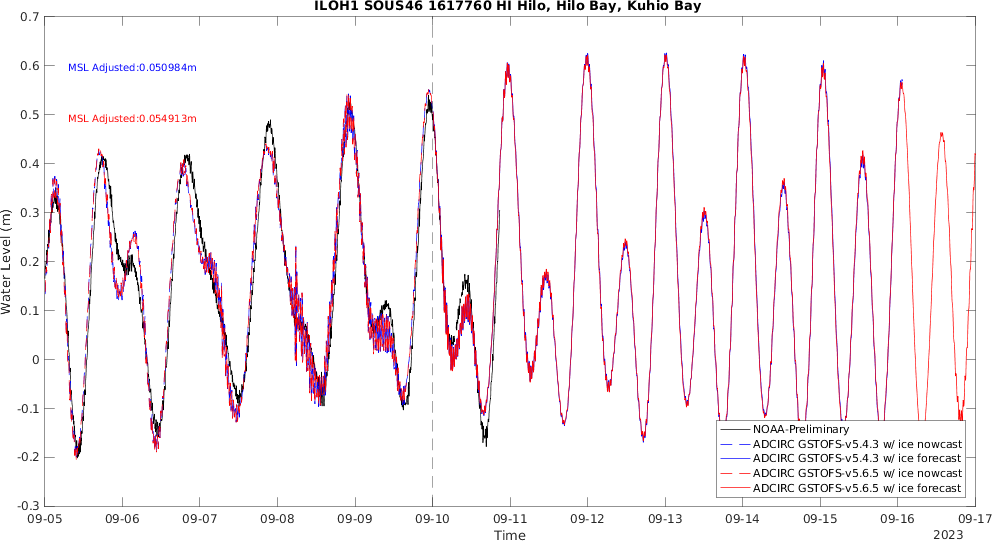 ILOH1 SOUS46 1617760 HI Hilo, Hilo Bay, Kuhio Bay
0.7
0.6
0.5
0.4
0.3
0.2
0.1
0
-0.1
-0.2
-0.3
Water Level (m)
MSL Adjusted:0.050984m
MSL Adjusted:0.054913m
NOAA-Preliminary
ADCIRC GSTOFS-v5.4.3 w/ ice nowcast
ADCIRC GSTOFS-v5.4.3 w/ ice forecast
ADCIRC GSTOFS-v5.6.5 w/ ice nowcast
ADCIRC GSTOFS-v5.6.5 w/ ice forecast
09-05 09-06 09-07 09-08 09-09 09-10 09-11 09-12 09-13 09-14 09-15 09-16 09-17
Time
2023